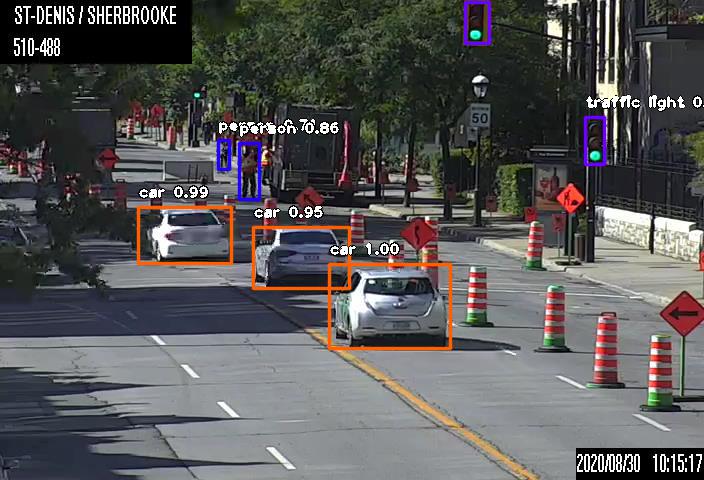 ST-DENIS / SHERBROOKE
510-488
traffic light 0.
person 0.86
50
car 0.99
car 0.95
car 1.00
2020/08/30 10:15:17